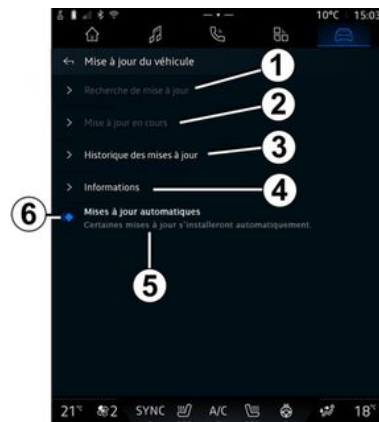 10°C 15:03
Mise à jour du véhicule
Recherche de mise à jour
1
Mise à jour en cours
2
Historique des mises à jour
3
Informations
4
6
Mises à jour automatiques
Certaines mises à jour s'installeront automatiquement.
5
21° 2 SYNC A/C 18°